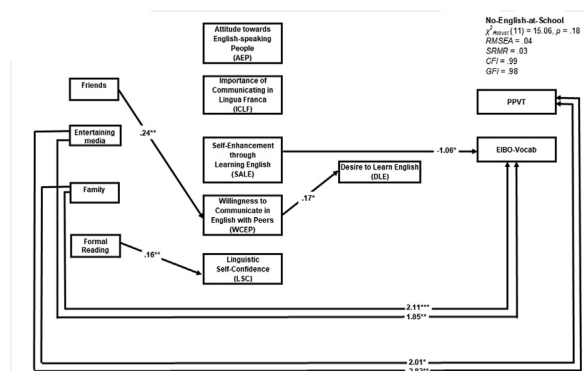 No-English-at-School
χ² Robust (11) = 15.06, p = .18
RMSEA = .04
SRMR = .03
CFI = .99
GFI = .98
Attitude towards
English-speaking
People
(AEP)
Importance of
Communicating in
Lingua Franca
(ICLF)
Friends
PPVT
.24**
Entertaining
media
Self-Enhancement
through
Learning English
(SALE)
-1.06*
EIBO-Vocab
Desire to Learn English
(DLE)
Family
.17*
Willingness to
Communicate in
English with Peers
(WCEP)
Formal
Reading
.16**
Linguistic
Self-Confidence
(LSC)
2.11***
1.85**
2.01*